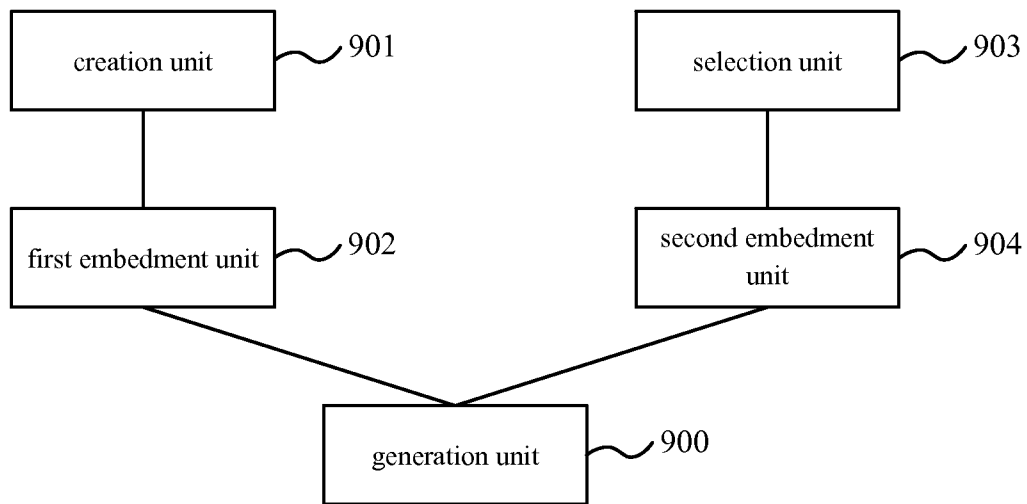 creation unit
901
selection unit
903
first embedment unit
902
second embedment
unit
904
generation unit
900